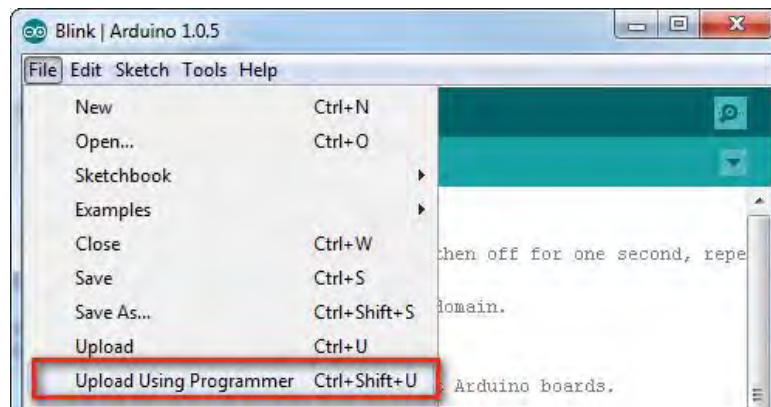 Blink | Arduino 1.0.5
File Edit Sketch Tools Help
New Ctrl+N
Open... Ctrl+O
Sketchbook
Examples
Close Ctrl+W
then off for one second, repe
Save Ctrl+S
Save As... Ctrl+Shift+S
domain.
Upload Ctrl+U
Upload Using Programmer Ctrl+Shift+U
Arduino boards.